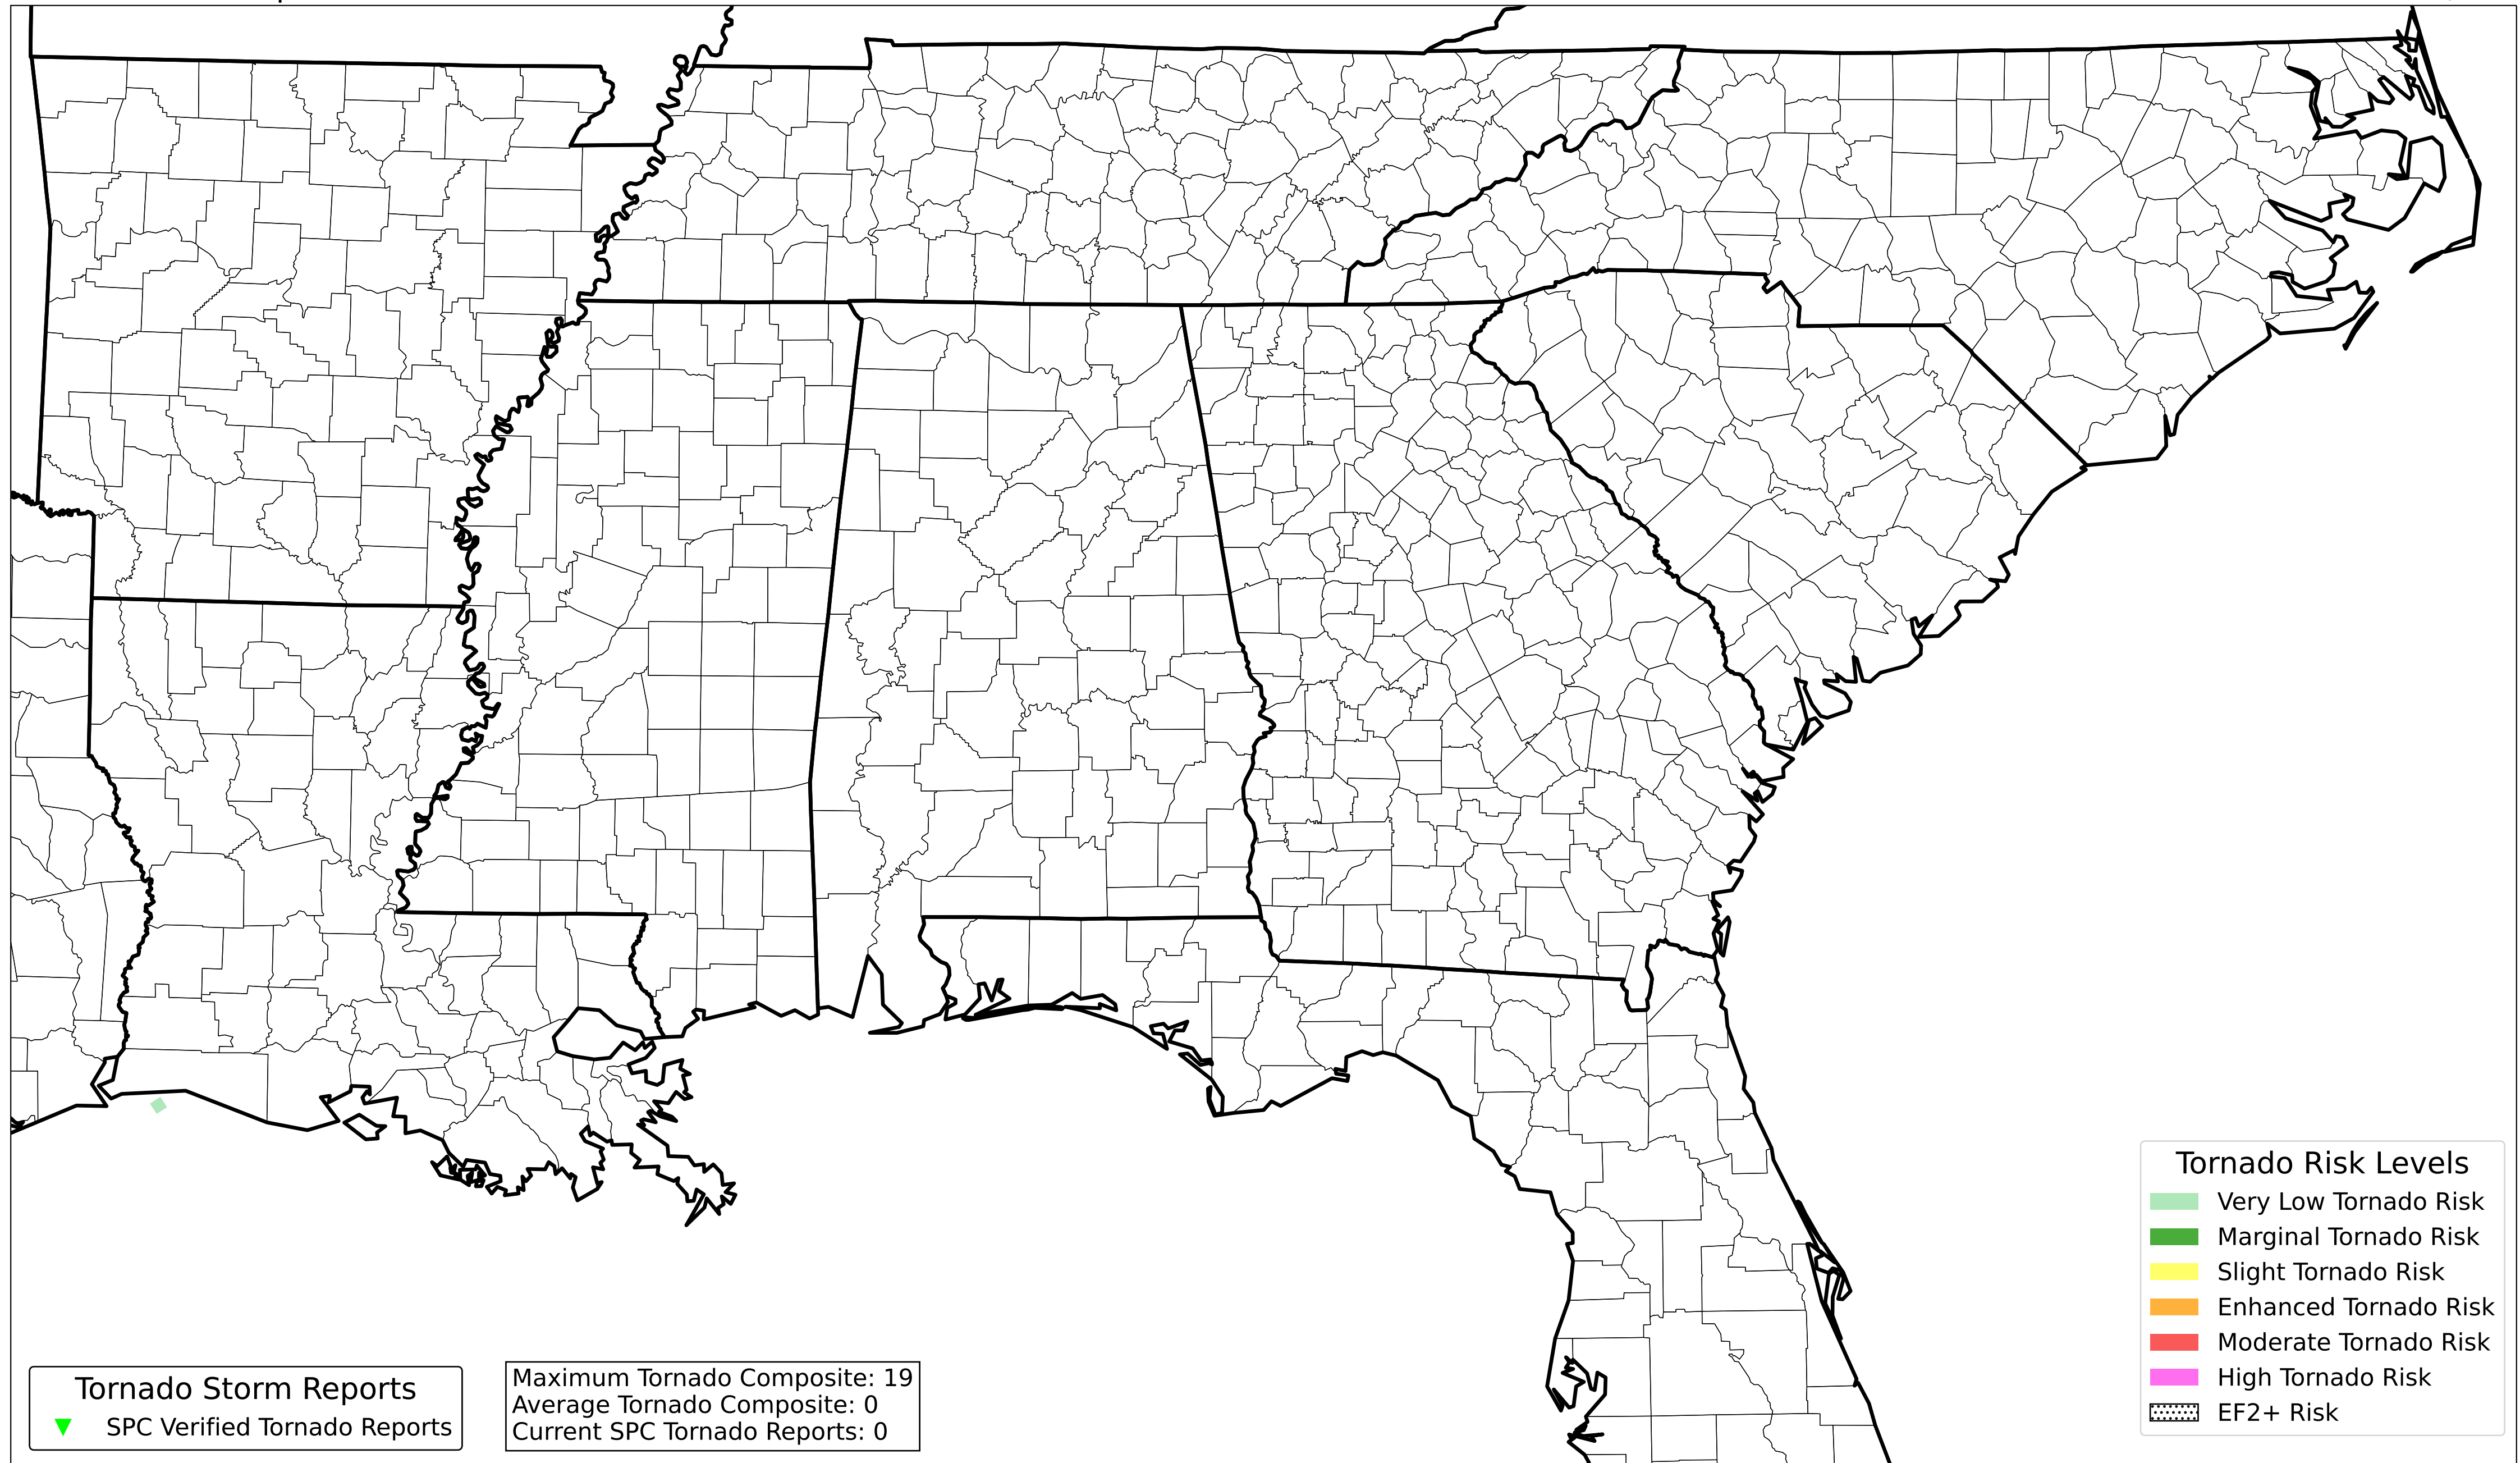 Tornado Risk Levels
Very Low Tornado Risk
Marginal Tornado Risk
Slight Tornado Risk
Enhanced Tornado Risk
Moderate Tornado Risk
High Tornado Risk
EF2+ Risk
Tornado Storm Reports
SPC Verified Tornado Reports
Maximum Tornado Composite: 19
Average Tornado Composite: 0
Current SPC Tornado Reports: 0